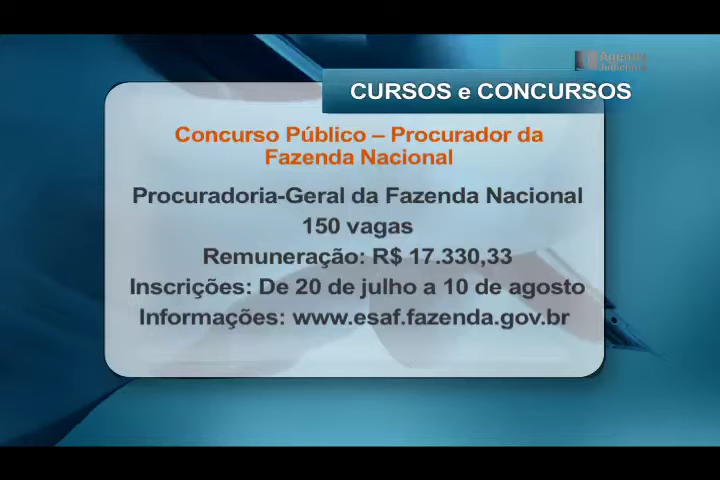 CURSOS e CONCURSOS
Concurso Público – Procurador da
Fazenda Nacional
Procuradoria-Geral da Fazenda Nacional
150 vagas
Remuneração: R$ 17.330,33
Inscrições: De 20 de julho a 10 de agosto
Informações: www.esaf.fazenda.gov.br